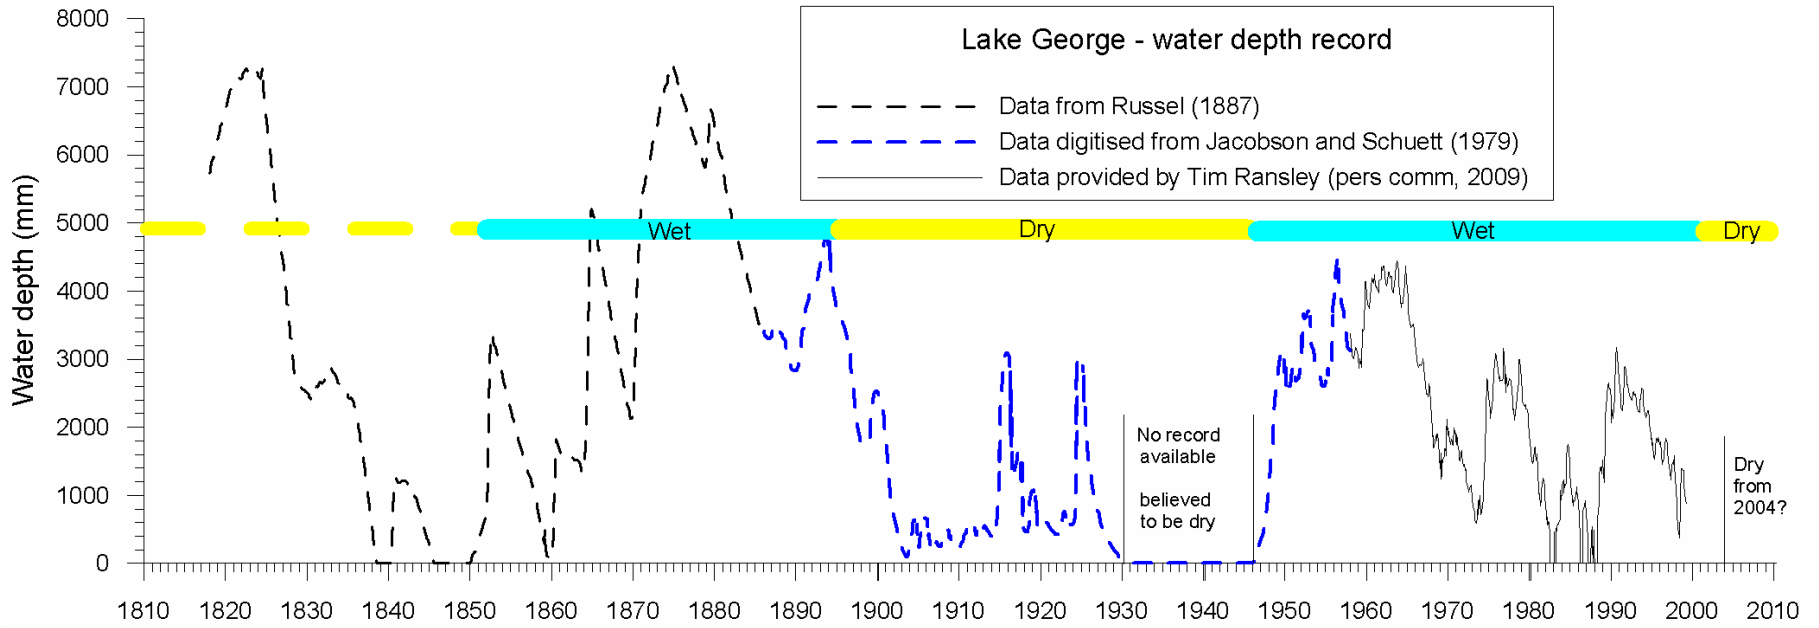 8000
7000
6000
5000
4000
3000
2000
1000
0
Water depth (mm)
Lake George - water depth record
Data from Russel (1887)
Data digitised from Jacobson and Schuett (1979)
Data provided by Tim Ransley (pers comm, 2009)
Wet
Dry
Wet
Dry
No record
available
believed
to be dry
Dry
from
2004?
1810 1820 1830 1840 1850 1860 1870 1880 1890 1900 1910 1920 1930 1940 1950 1960 1970 1980 1990 2000 2010